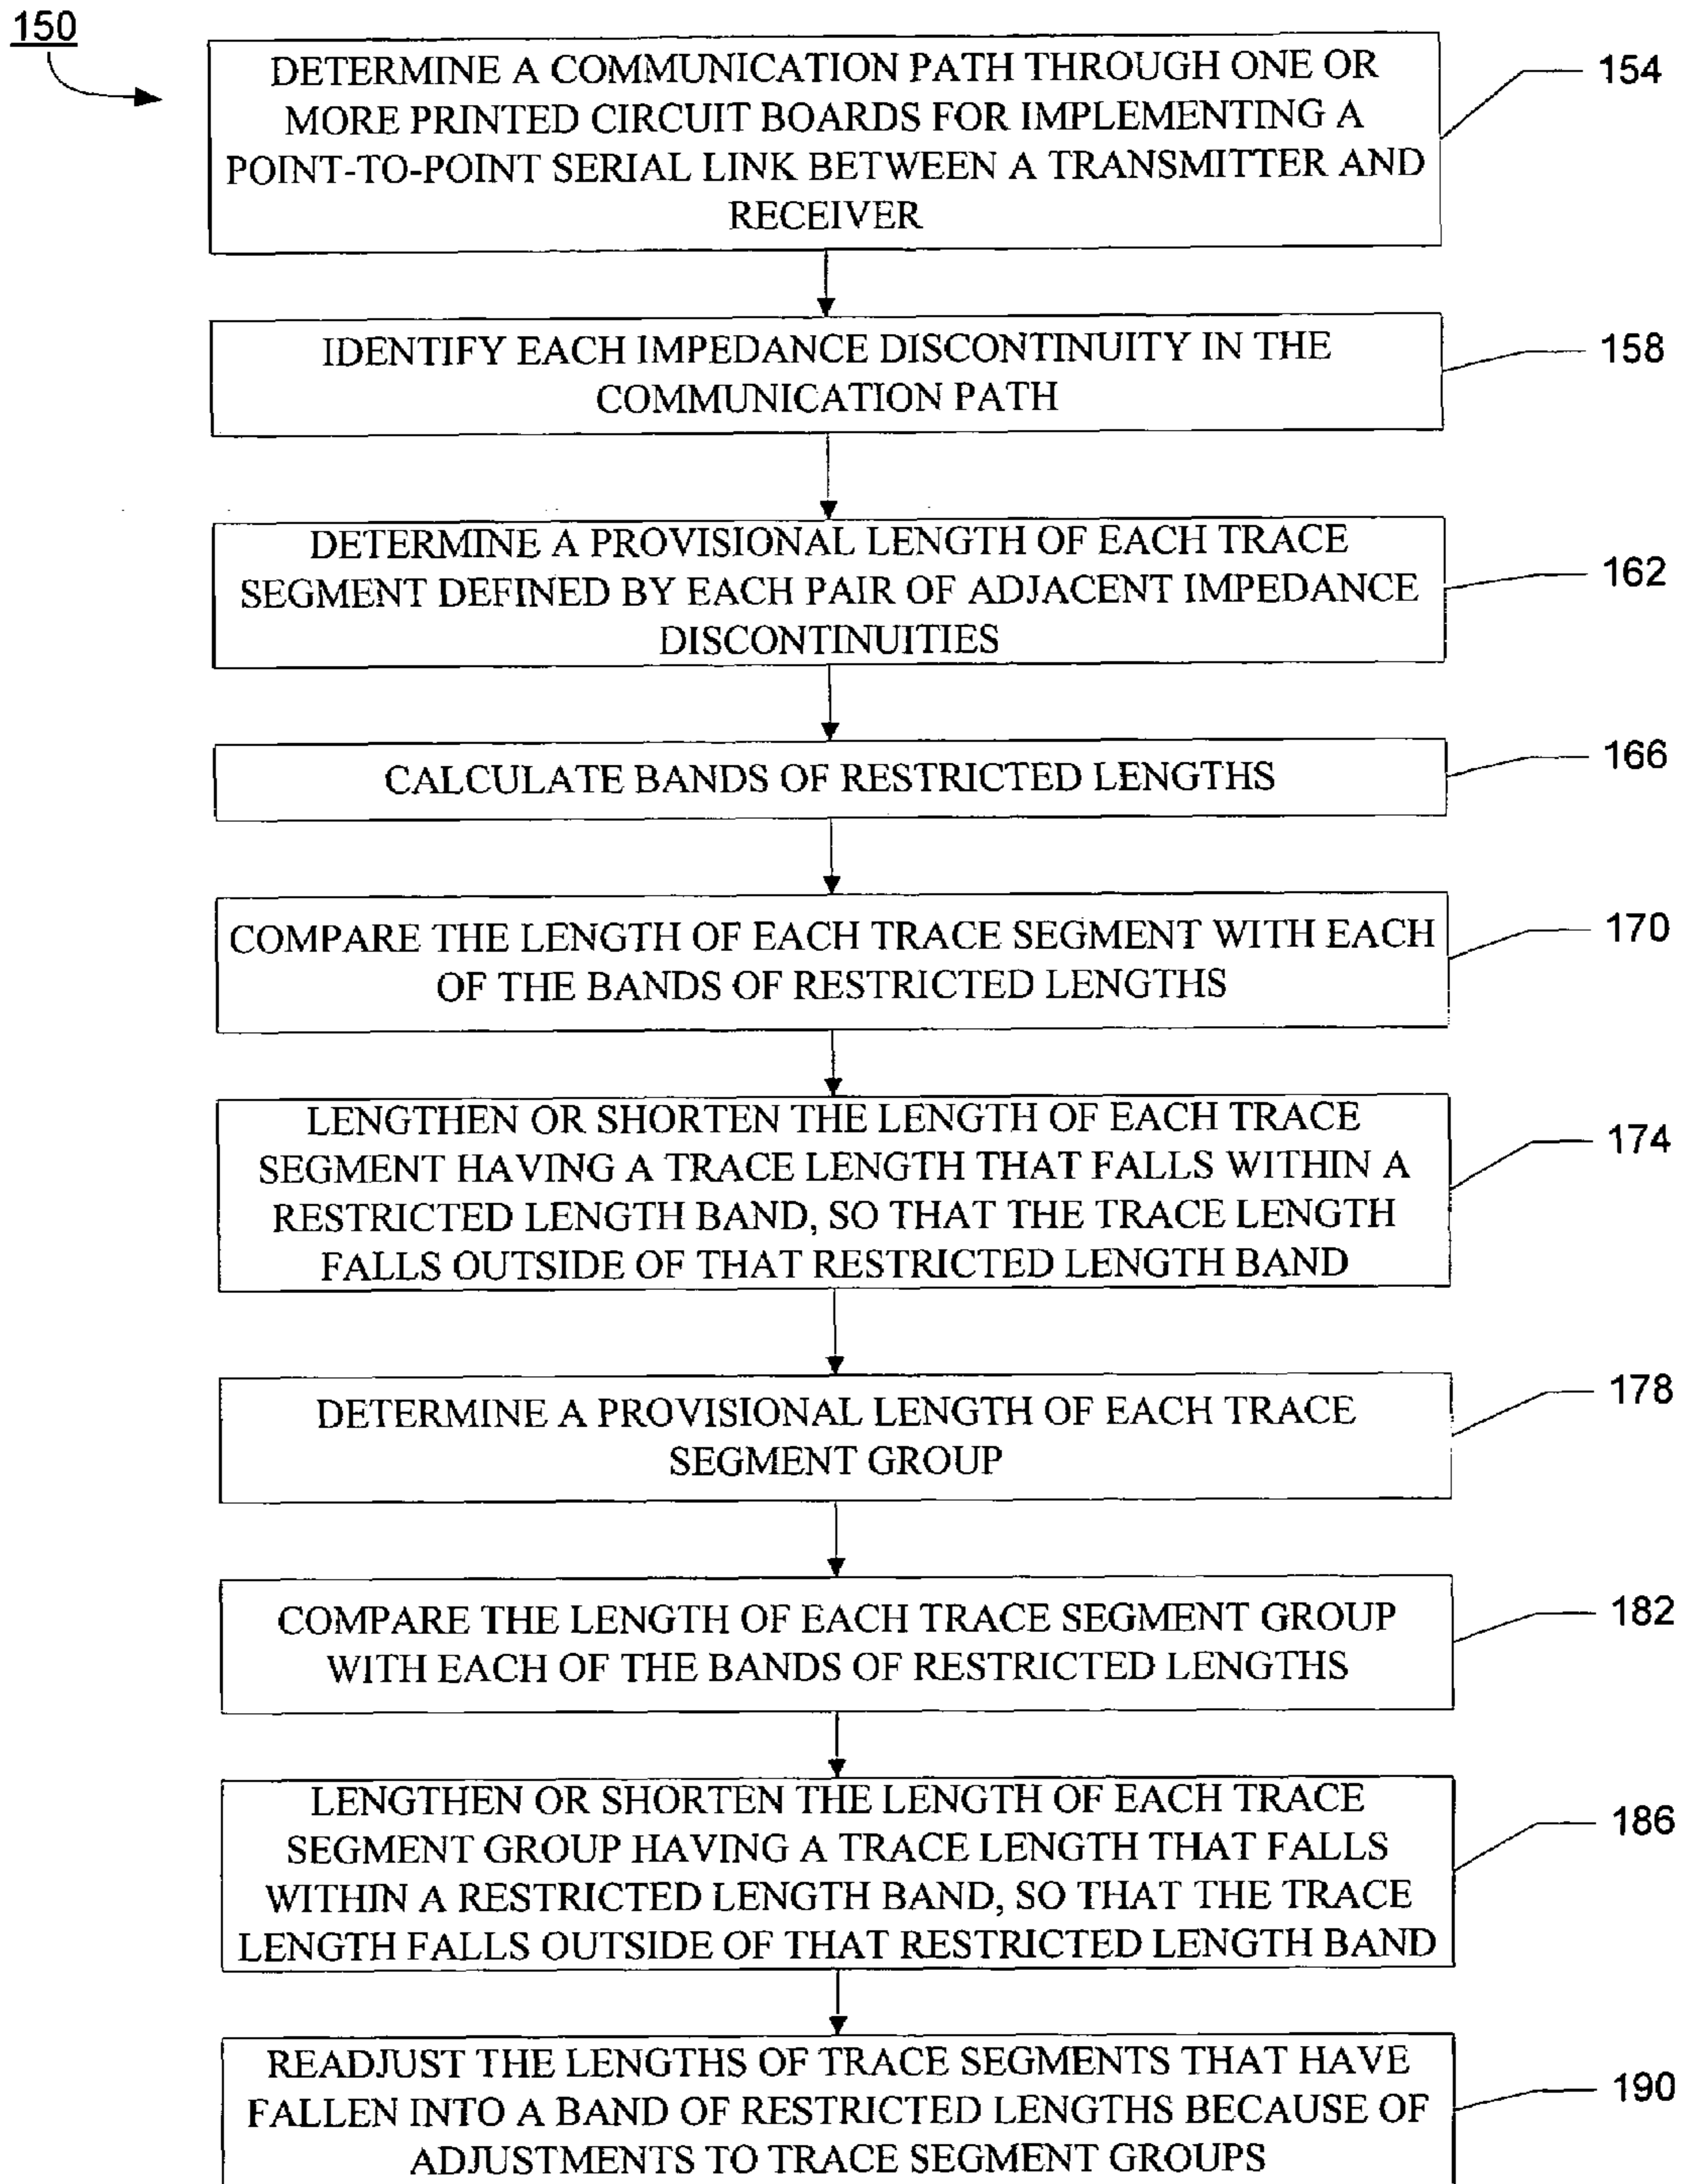 150
DETERMINE A COMMUNICATION PATH THROUGH ONE OR
MORE PRINTED CIRCUIT BOARDS FOR IMPLEMENTING A
POINT-TO-POINT SERIAL LINK BETWEEN A TRANSMITTER AND
RECEIVER
154
IDENTIFY EACH IMPEDANCE DISCONTINUITY IN THE
COMMUNICATION PATH
158
DETERMINE A PROVISIONAL LENGTH OF EACH TRACE
SEGMENT DEFINED BY EACH PAIR OF ADJACENT IMPEDANCE
DISCONTINUITIES
162
CALCULATE BANDS OF RESTRICTED LENGTHS
166
COMPARE THE LENGTH OF EACH TRACE SEGMENT WITH EACH
OF THE BANDS OF RESTRICTED LENGTHS
170
LENGTHEN OR SHORTEN THE LENGTH OF EACH TRACE
SEGMENT HAVING A TRACE LENGTH THAT FALLS WITHIN A
RESTRICTED LENGTH BAND, SO THAT THE TRACE LENGTH
FALLS OUTSIDE OF THAT RESTRICTED LENGTH BAND
174
DETERMINE A PROVISIONAL LENGTH OF EACH TRACE
SEGMENT GROUP
178
COMPARE THE LENGTH OF EACH TRACE SEGMENT GROUP
WITH EACH OF THE BANDS OF RESTRICTED LENGTHS
182
LENGTHEN OR SHORTEN THE LENGTH OF EACH TRACE
SEGMENT GROUP HAVING A TRACE LENGTH THAT FALLS
WITHIN A RESTRICTED LENGTH BAND, SO THAT THE TRACE
LENGTH FALLS OUTSIDE OF THAT RESTRICTED LENGTH BAND
186
READJUST THE LENGTHS OF TRACE SEGMENTS THAT HAVE
FALLEN INTO A BAND OF RESTRICTED LENGTHS BECAUSE OF
ADJUSTMENTS TO TRACE SEGMENT GROUPS
190